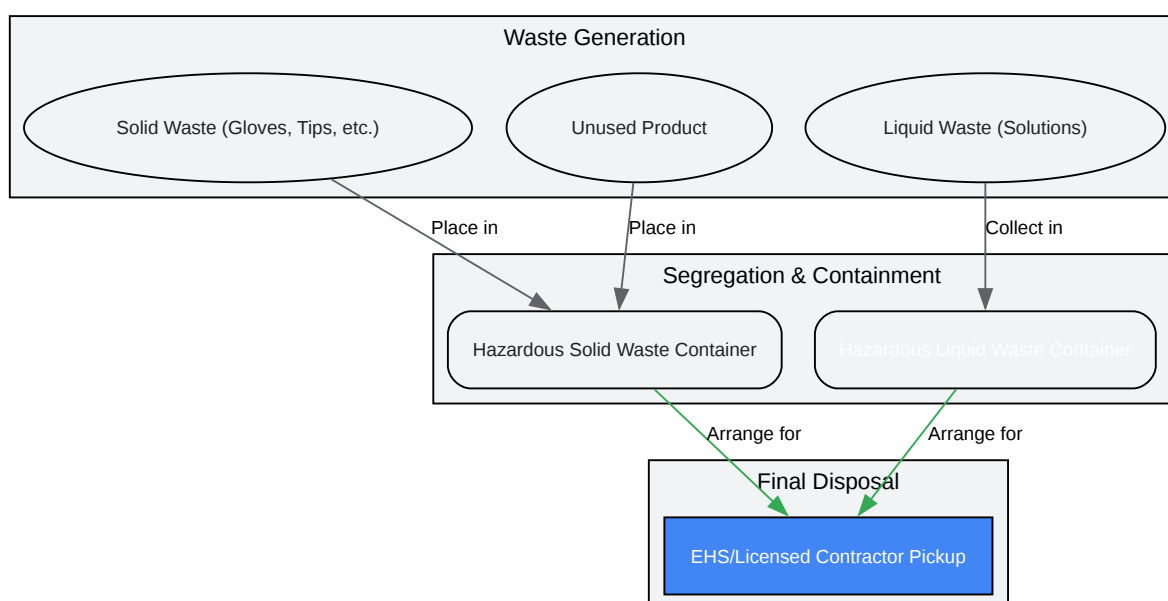 Waste Generation
Solid Waste (Gloves, Tips, etc.)
Unused Product
Liquid Waste (Solutions)
Place in
Place in
Collect in
Segregation & Containment
Hazardous Solid Waste Container
Hazardous Liquid Waste Container
Arrange for
Arrange for
Final Disposal
EHS/Licensed Contractor Pickup